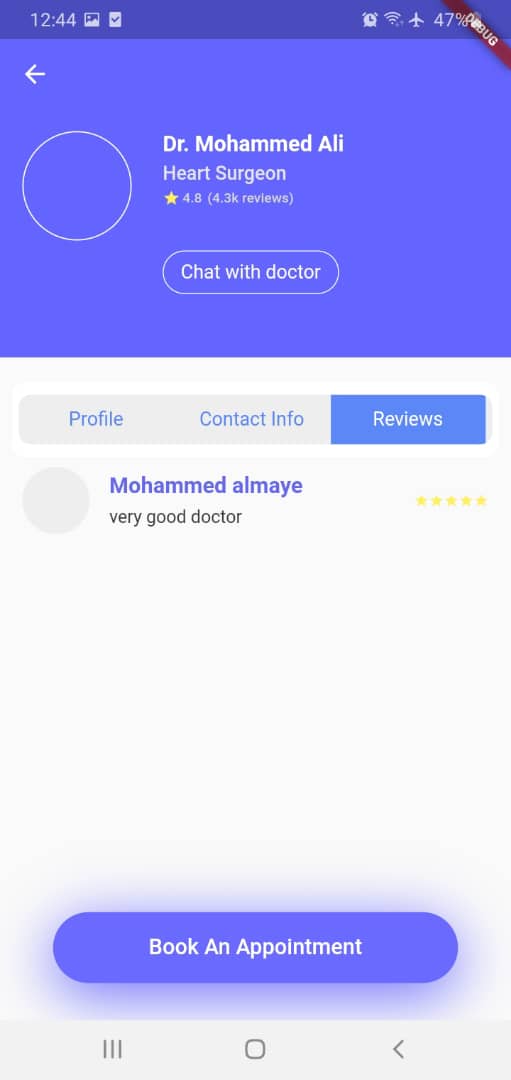 12:44
47%
DEBUG
Dr. Mohammed Ali
Heart Surgeon
4.8 (4.3k reviews)
Chat with doctor
Profile
Contact Info
Reviews
Mohammed almaye
very good doctor
Book An Appointment